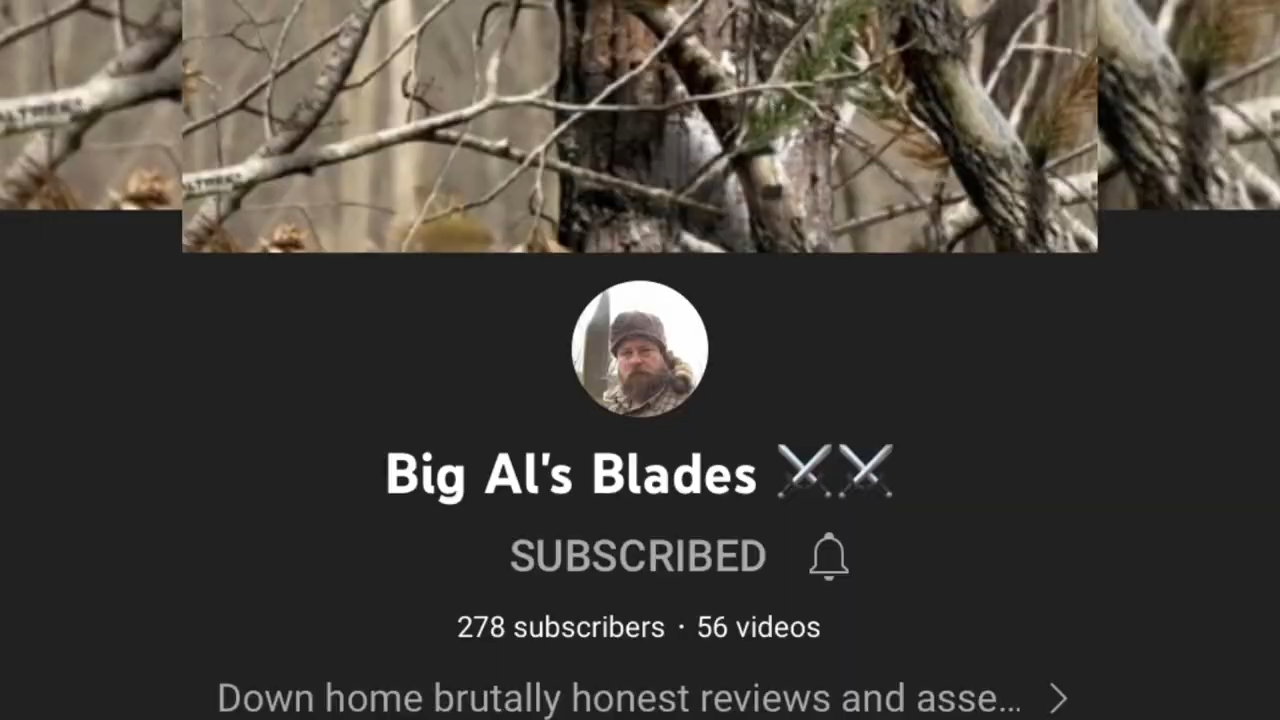 Big Al's Blades ⚔⚔
SUBSCRIBED
278 subscribers · 56 videos
Down home brutally honest reviews and asse...